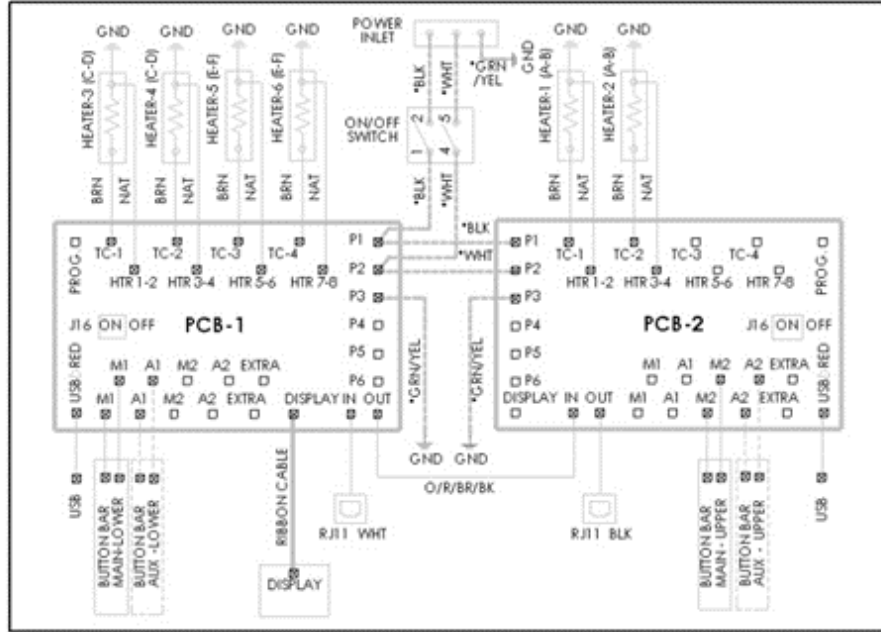 GND GND GND GND POWER INLET GND GND
HEATER-3 (C-D) HEATER-4 (C-D) HEATER-5 (E-F) HEATER-6 (E-F) *BLK *WHT *GRN/YEL GND HEATER-1 (A-B) HEATER-2 (A-B)
ON/OFF SWITCH 2 5
1 4
BRN NAT BRN NAT BRN NAT BRN NAT *BLK *WHT BRN NAT BRN NAT
*BLK
P1 P1
TC-1 TC-2 TC-3 TC-4 *WHT TC-1 TC-2 TC-3 TC-4
PROG. P2 P2 PROG.
HTR 1-2 HTR 3-4 HTR 5-6 HTR 7-8 HTR 1-2 HTR 3-4 HTR 5-6 HTR 7-8
P3 P3
J16 ON OFF PCB-1 P4 P4 PCB-2 J16 ON OFF
P5 P5
USB RED M1 A1 M2 A2 EXTRA P6 *GRN/YEL *GRN/YEL P6 M1 A1 M2 A2 EXTRA USB RED
M1 A1 M2 A2 EXTRA DISPLAY IN OUT DISPLAY IN OUT M1 A1 M2 A2 EXTRA
GND GND
O/R/BR/BK
USB BUTTON BAR MAIN-LOWER BUTTON BAR AUX -LOWER RIBBON CABLE RJ11 WHT RJ11 BLK BUTTON BAR MAIN - UPPER BUTTON BAR AUX - UPPER USB
DISPLAY